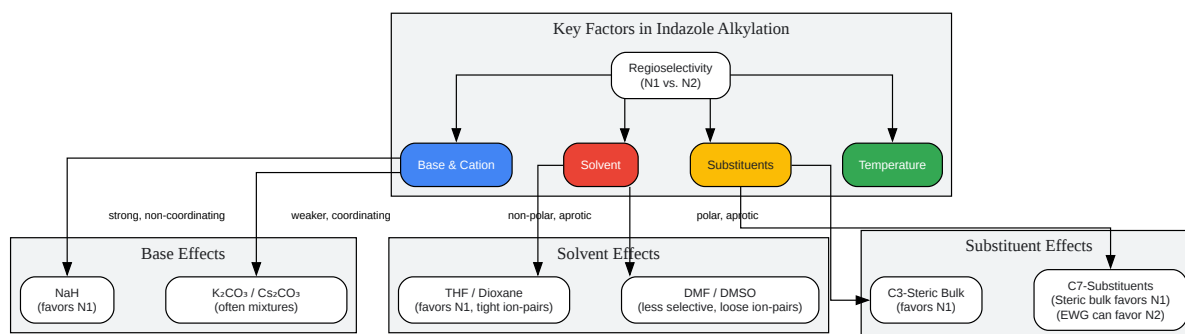 Key Factors in Indazole Alkylation
Regioselectivity
(N1 vs. N2)
Base & Cation
Solvent
Substituents
Temperature
strong, non-coordinating
weaker, coordinating
non-polar, aprotic
polar, aprotic
Base Effects
NaH
(favors N1)
K₂CO₃ / Cs₂CO₃
(often mixtures)
Solvent Effects
THF / Dioxane
(favors N1, tight ion-pairs)
DMF / DMSO
(less selective, loose ion-pairs)
Substituent Effects
C3-Steric Bulk
(favors N1)
C7-Substituents
(Steric bulk favors N1)
(EWG can favor N2)